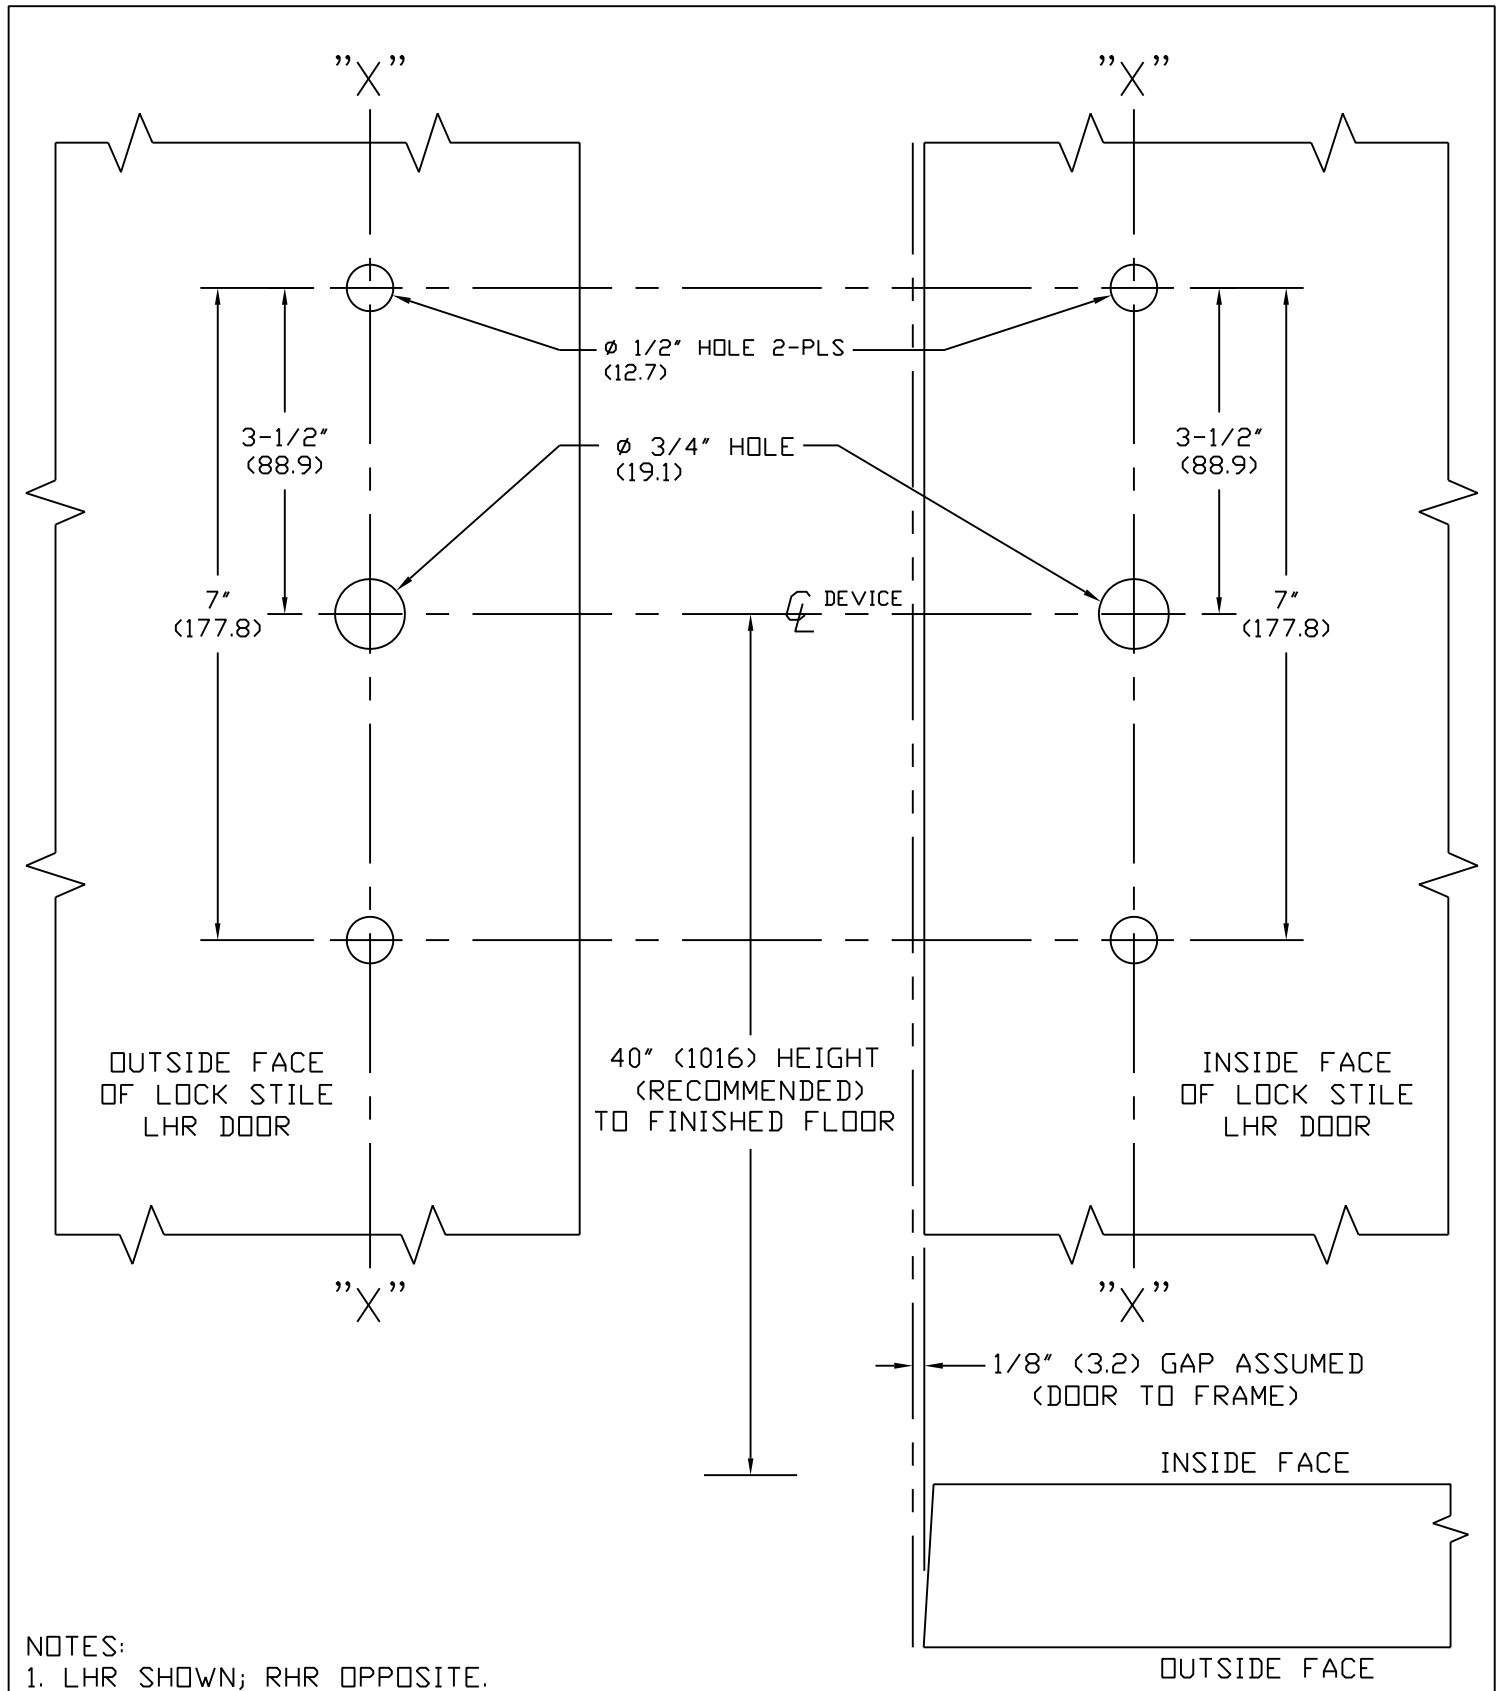 "X" "X"
Ø 1/2" HOLE 2-PLS
(12.7)
3-1/2"
(88.9)
Ø 3/4" HOLE
(19.1)
3-1/2"
(88.9)
7"
(177.8)
CL DEVICE
7"
(177.8)
OUTSIDE FACE
OF LOCK STILE
LHR DOOR
40" (1016) HEIGHT
(RECOMMENDED)
TO FINISHED FLOOR
INSIDE FACE
OF LOCK STILE
LHR DOOR
"X" "X"
1/8" (3.2) GAP ASSUMED
(DOOR TO FRAME)
INSIDE FACE
OUTSIDE FACE
NOTES:
1. LHR SHOWN; RHR OPPOSITE.